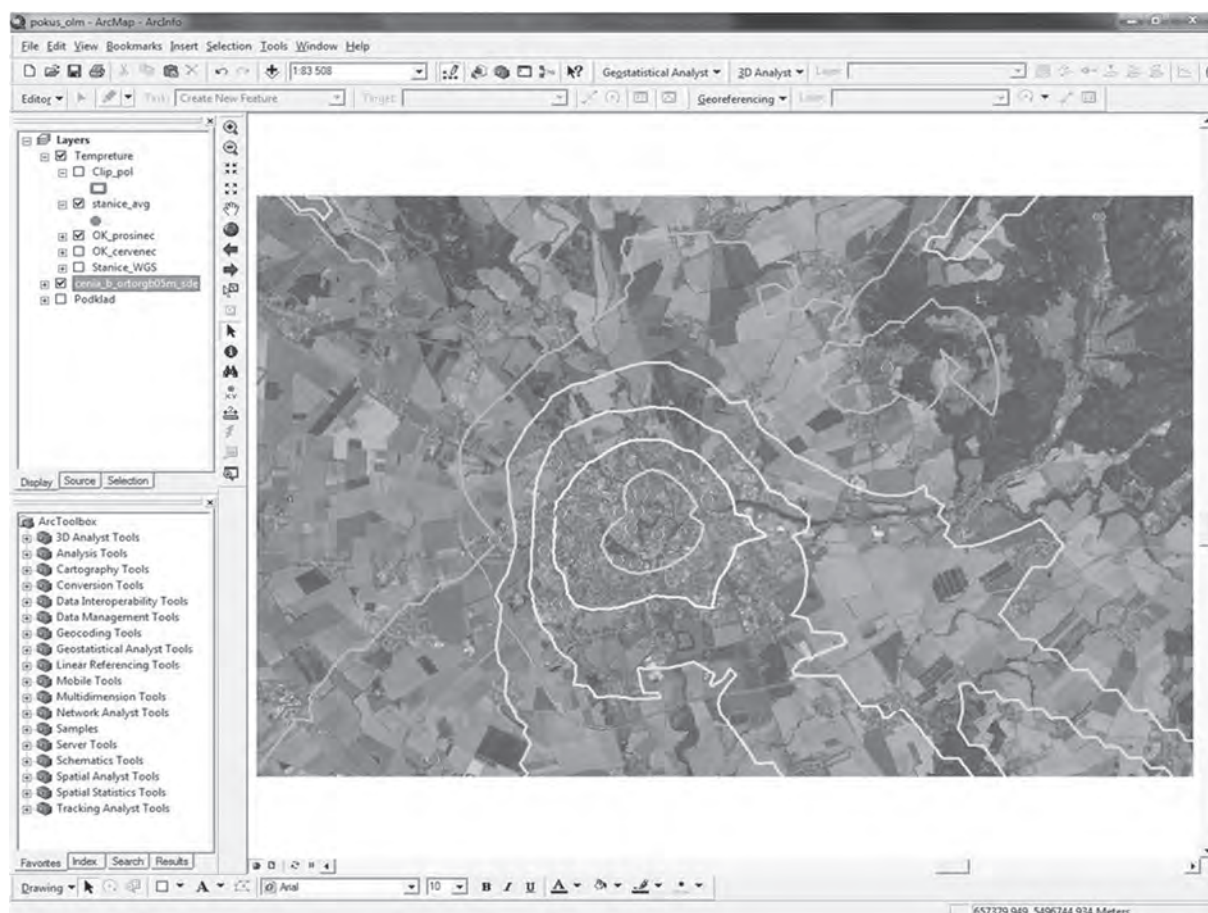 pokus_olm - ArcMap - ArcInfo
File Edit View Bookmarks Insert Selection Tools Window Help
1:83 508 Geostatistical Analyst 3D Analyst Layer:
Editor Task: Create New Feature Target: Georeferencing Layer:
Layers
Tempreture
Clip_pol
stanice_avg
OK_prosinec
OK_cervenec
Stanice_WGS
cenia_b_ortorgb05m_sde
Podklad
XY
Display Source Selection
ArcToolbox
3D Analyst Tools
Analysis Tools
Cartography Tools
Conversion Tools
Data Interoperability Tools
Data Management Tools
Geocoding Tools
Geostatistical Analyst Tools
Linear Referencing Tools
Mobile Tools
Multidimension Tools
Network Analyst Tools
Samples
Server Tools
Schematics Tools
Spatial Analyst Tools
Spatial Statistics Tools
Tracking Analyst Tools
Favorites Index Search Results
Drawing A Arial 10 B I U A
657379,949 5496744,934 Meters